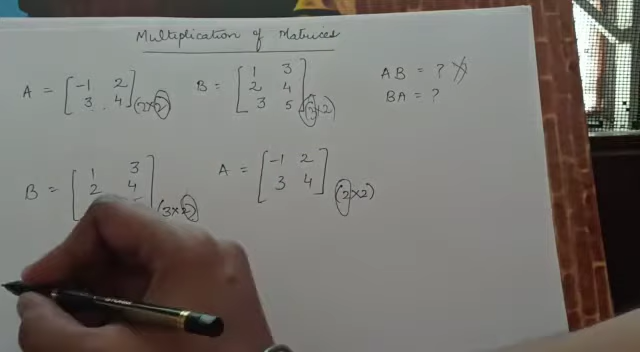 Multiplication of Matrices
A = [ -1 2 B = [ 1 3 AB = ?
3 4 ] (2×2) 2 4 BA = ?
3 5 ] (3×2)
B = [ 1 3 A = [ -1 2
2 4 (3×2) 3 4 ] (2×2)